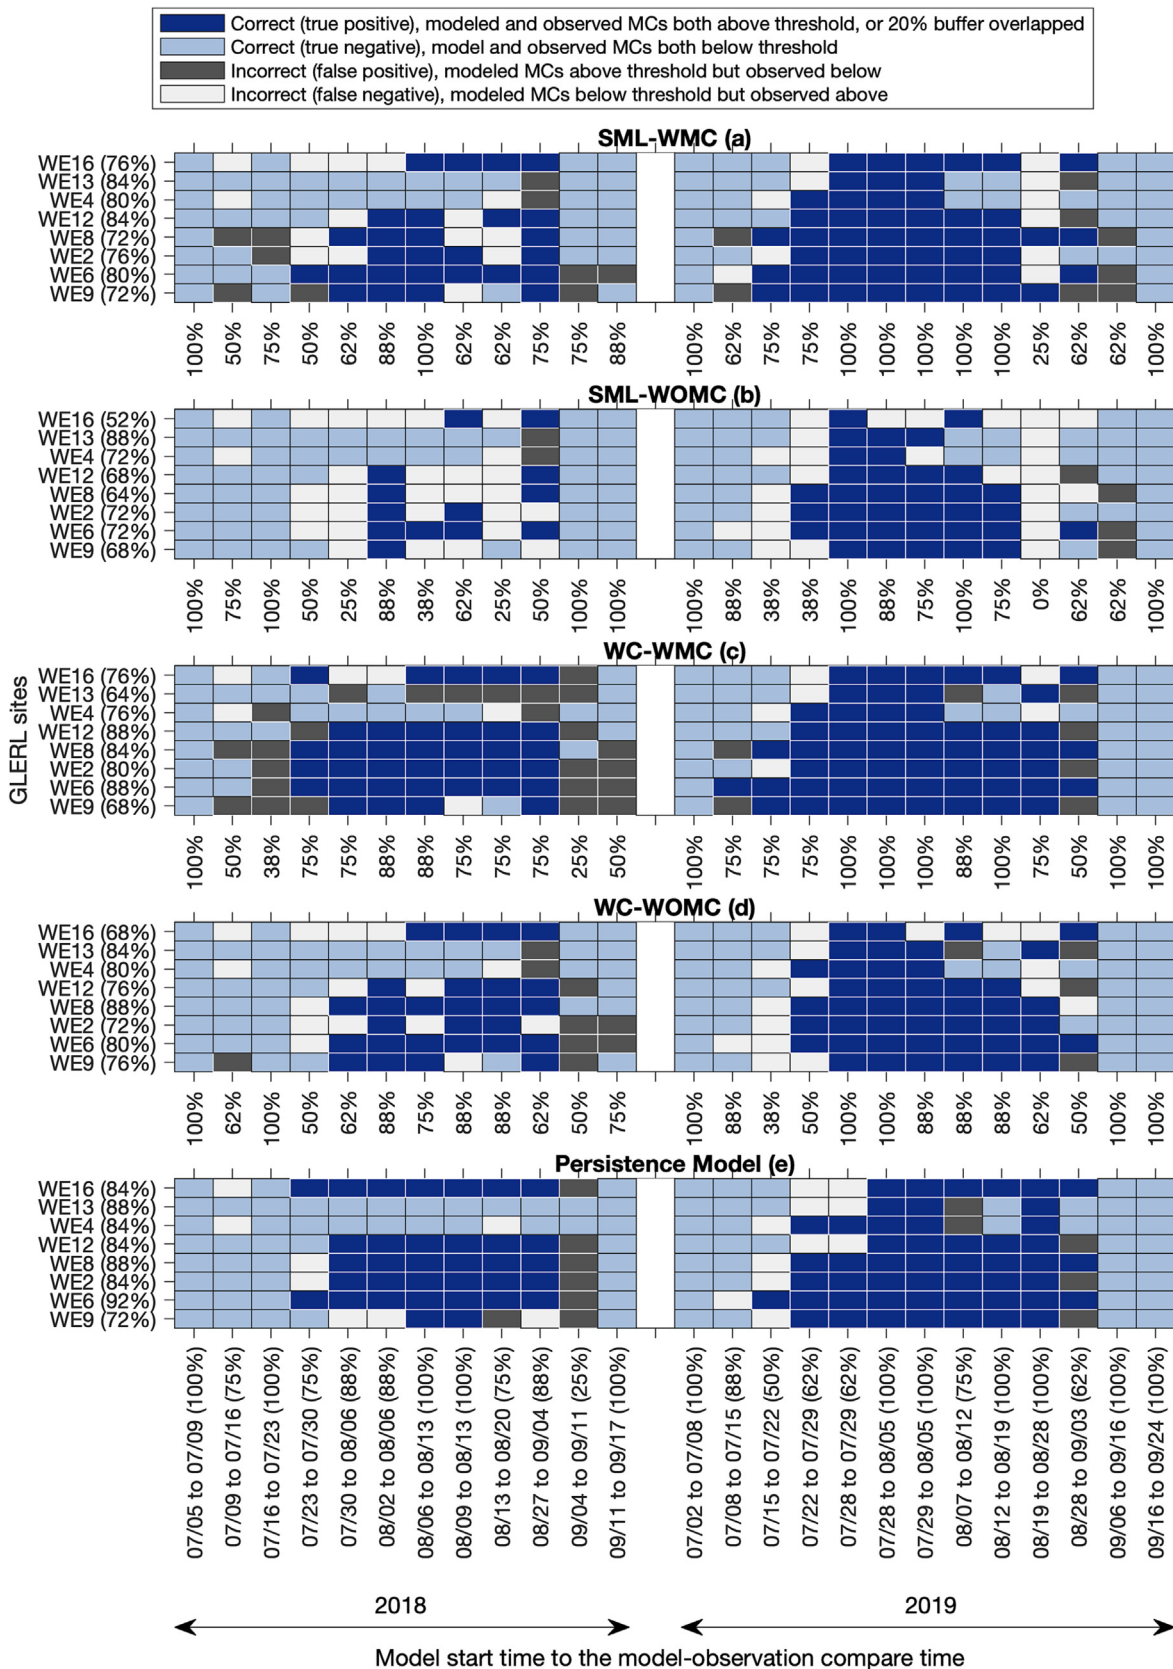 Correct (true positive), modeled and observed MCs both above threshold, or 20% buffer overlapped
Correct (true negative), model and observed MCs both below threshold
Incorrect (false positive), modeled MCs above threshold but observed below
Incorrect (false negative), modeled MCs below threshold but observed above
SML-WMC (a)
WE16 (76%)
WE13 (84%)
WE4 (80%)
WE12 (84%)
WE8 (72%)
WE2 (76%)
WE6 (80%)
WE9 (72%)
100% 50% 75% 50% 62% 88% 100% 62% 62% 75% 75% 88% 100% 62% 75% 75% 100% 100% 100% 100% 100% 25% 62% 62% 100%
SML-WOMC (b)
WE16 (52%)
WE13 (88%)
WE4 (72%)
WE12 (68%)
WE8 (64%)
WE2 (72%)
WE6 (72%)
WE9 (68%)
100% 75% 100% 50% 25% 88% 38% 62% 25% 50% 100% 100% 100% 88% 38% 38% 100% 88% 75% 100% 75% 0% 62% 62% 100%
WC-WMC (c)
WE16 (76%)
WE13 (64%)
WE4 (76%)
WE12 (88%)
WE8 (84%)
WE2 (80%)
WE6 (88%)
WE9 (68%)
GLERL sites
100% 50% 38% 75% 75% 88% 88% 75% 75% 75% 25% 50% 100% 75% 75% 75% 100% 100% 100% 88% 100% 75% 50% 100% 100%
WC-WOMC (d)
WE16 (68%)
WE13 (84%)
WE4 (80%)
WE12 (76%)
WE8 (88%)
WE2 (72%)
WE6 (80%)
WE9 (76%)
100% 62% 100% 50% 62% 88% 75% 88% 88% 62% 50% 75% 100% 88% 38% 50% 100% 100% 88% 88% 100% 62% 50% 100% 100%
Persistence Model (e)
WE16 (84%)
WE13 (88%)
WE4 (84%)
WE12 (84%)
WE8 (88%)
WE2 (84%)
WE6 (92%)
WE9 (72%)
07/05 to 07/09 (100%)
07/09 to 07/16 (75%)
07/16 to 07/23 (100%)
07/23 to 07/30 (75%)
07/30 to 08/06 (88%)
08/02 to 08/06 (88%)
08/06 to 08/13 (100%)
08/09 to 08/13 (100%)
08/13 to 08/20 (75%)
08/27 to 09/04 (88%)
09/04 to 09/11 (25%)
09/11 to 09/17 (100%)
07/02 to 07/08 (100%)
07/08 to 07/15 (88%)
07/15 to 07/22 (50%)
07/22 to 07/29 (62%)
07/28 to 07/29 (62%)
07/28 to 08/05 (100%)
07/29 to 08/05 (100%)
08/07 to 08/12 (75%)
08/12 to 08/19 (100%)
08/19 to 08/28 (100%)
08/28 to 09/03 (62%)
09/06 to 09/16 (100%)
09/16 to 09/24 (100%)
2018 2019
Model start time to the model-observation compare time